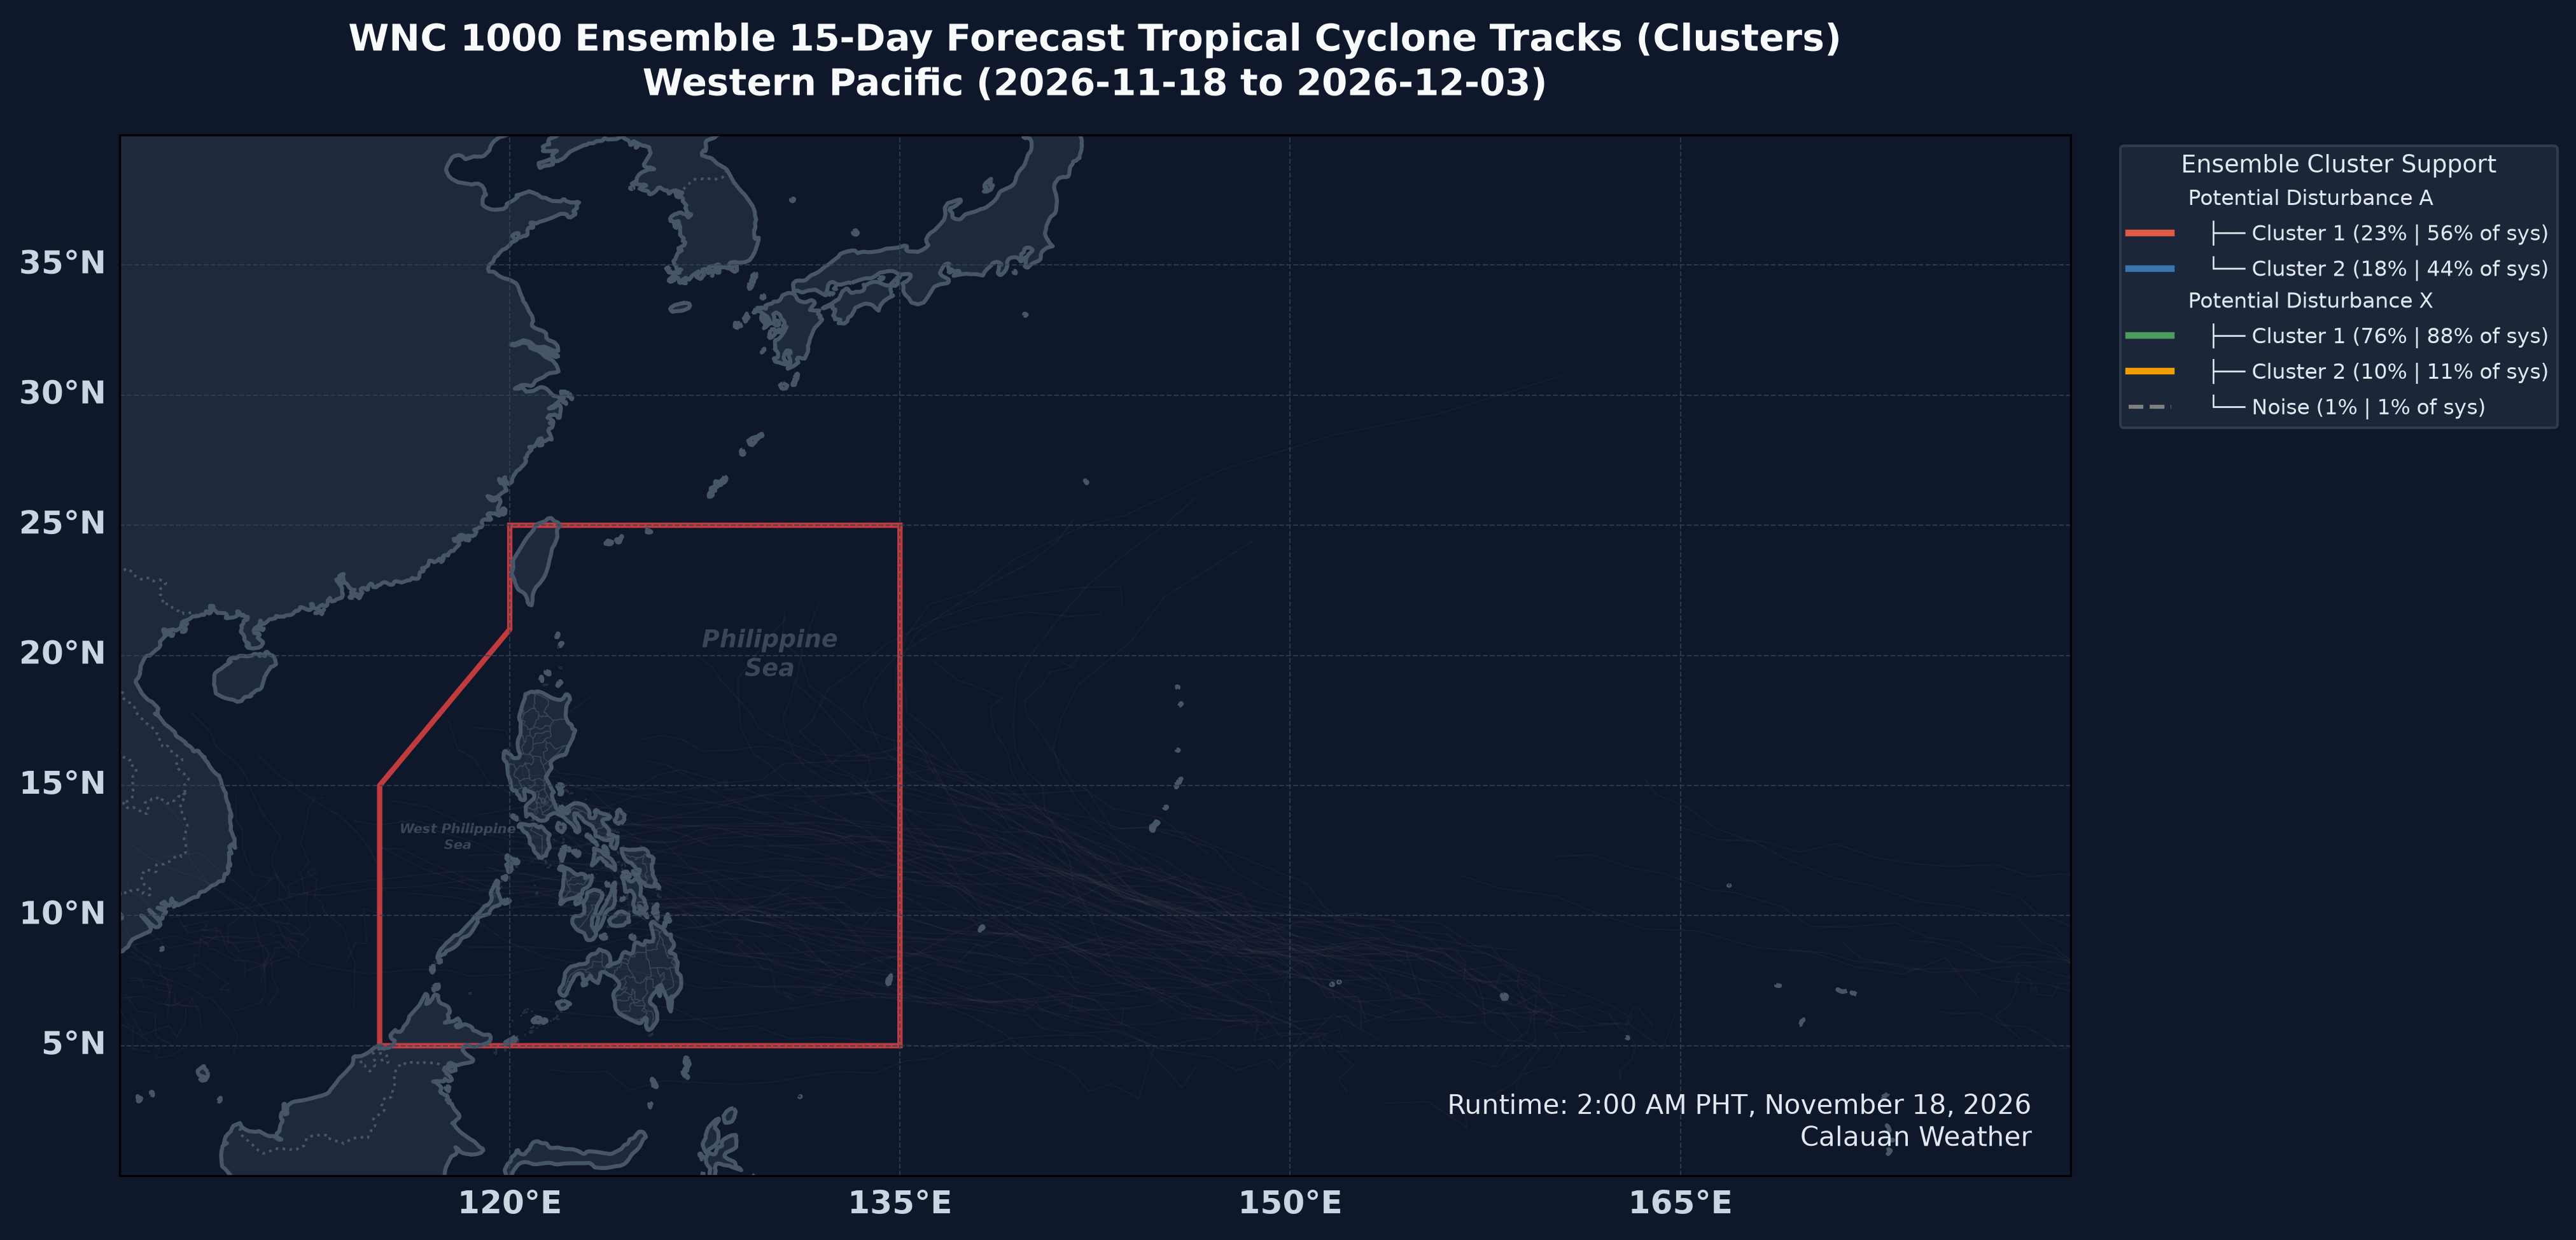 WNC 1000 Ensemble 15-Day Forecast Tropical Cyclone Tracks (Clusters)
Western Pacific (2026-11-18 to 2026-12-03)
Ensemble Cluster Support
Potential Disturbance A
Cluster 1 (23% | 56% of sys)
Cluster 2 (18% | 44% of sys)
Potential Disturbance X
Cluster 1 (76% | 88% of sys)
Cluster 2 (10% | 11% of sys)
Noise (1% | 1% of sys)
35°N
30°N
25°N
20°N
15°N
10°N
5°N
Philippine
Sea
West Philippine
Sea
Runtime: 2:00 AM PHT, November 18, 2026
Calauan Weather
120°E
135°E
150°E
165°E